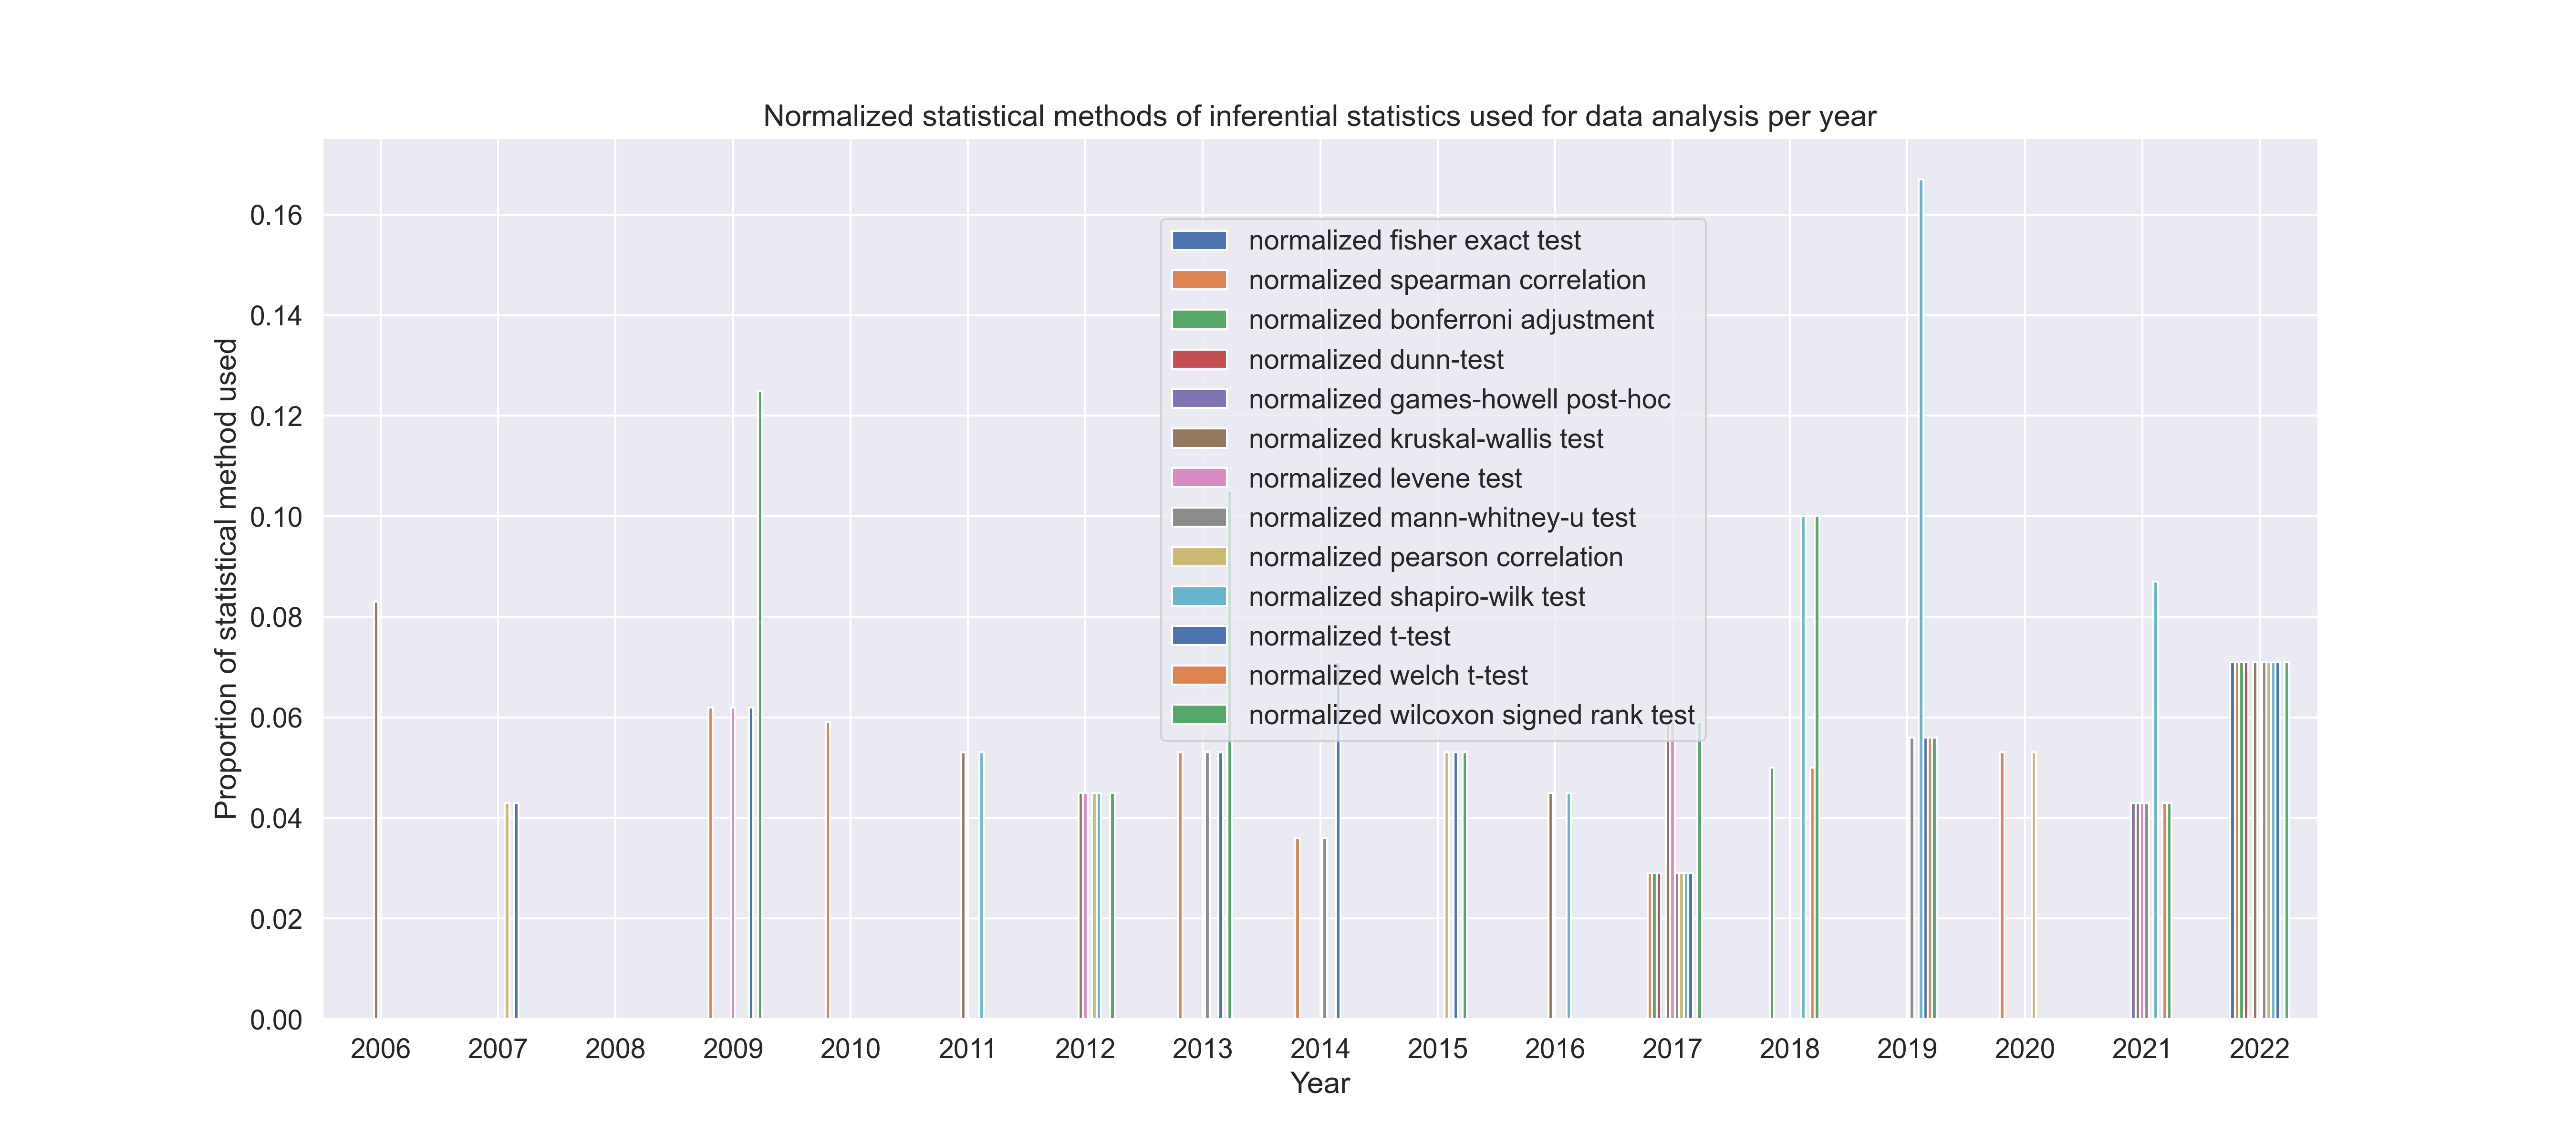 Normalized statistical methods of inferential statistics used for data analysis per year
Proportion of statistical method used
0.16
0.14
0.12
0.10
0.08
0.06
0.04
0.02
0.00
normalized fisher exact test
normalized spearman correlation
normalized bonferroni adjustment
normalized dunn-test
normalized games-howell post-hoc
normalized kruskal-wallis test
normalized levene test
normalized mann-whitney-u test
normalized pearson correlation
normalized shapiro-wilk test
normalized t-test
normalized welch t-test
normalized wilcoxon signed rank test
2006 2007 2008 2009 2010 2011 2012 2013 2014 2015 2016 2017 2018 2019 2020 2021 2022
Year